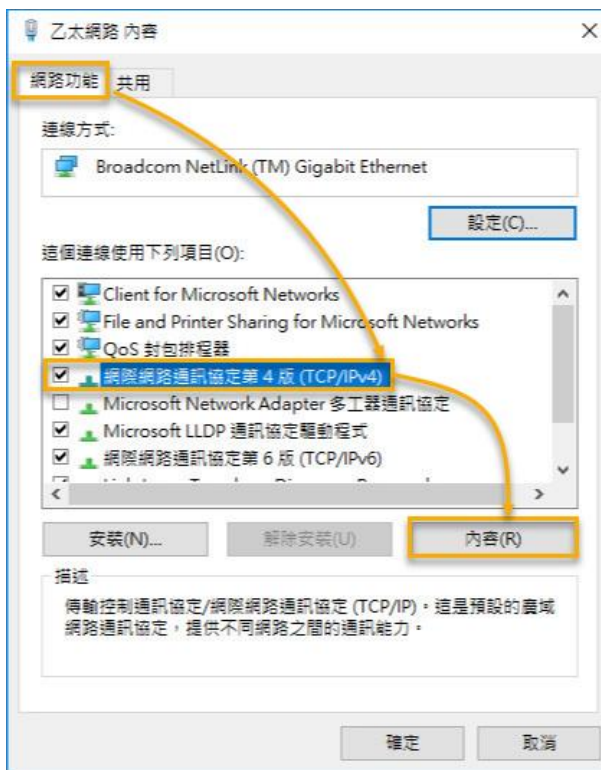 乙太網路 內容
網路功能 共用
連線方式:
Broadcom NetLink (TM) Gigabit Ethernet
設定(C)...
這個連線使用下列項目(O):
Client for Microsoft Networks
File and Printer Sharing for Microsoft Networks
QoS 封包排程器
網際網路通訊協定第 4 版 (TCP/IPv4)
Microsoft Network Adapter 多工器通訊協定
Microsoft LLDP 通訊協定驅動程式
網際網路通訊協定第 6 版 (TCP/IPv6)
安裝(N)... 解除安裝(U) 內容(R)
描述
傳輸控制通訊協定/網際網路通訊協定 (TCP/IP)。這是預設的廣域
網路通訊協定，提供不同網路之間的通訊能力。
確定 取消